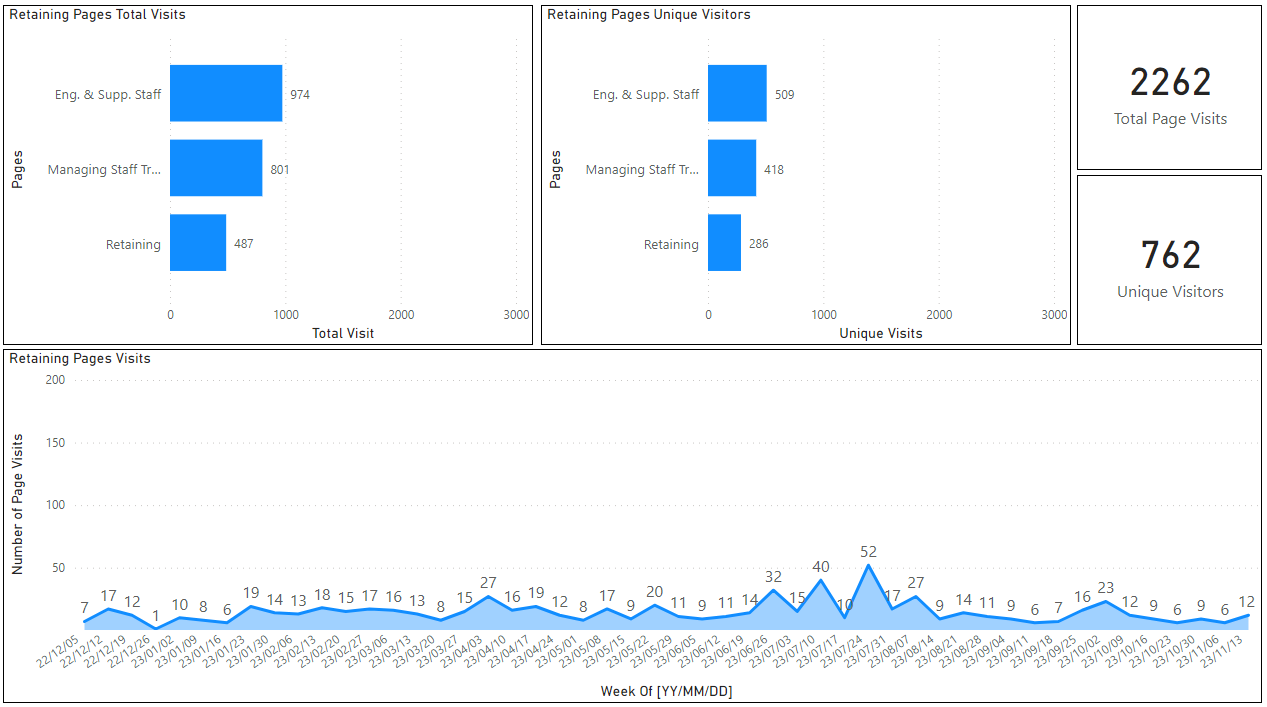 Retaining Pages Total Visits
Pages
Eng. & Supp. Staff 974
Managing Staff Tr... 801
Retaining 487
0 1000 2000 3000
Total Visit
Retaining Pages Unique Visitors
Pages
Eng. & Supp. Staff 509
Managing Staff Tr... 418
Retaining 286
0 1000 2000 3000
Unique Visits
2262
Total Page Visits
762
Unique Visitors
Retaining Pages Visits
Number of Page Visits
200
150
100
50
7 17 12 1 10 8 6 19 14 13 18 15 17 16 13 8 15 27 16 19 12 8 17 9 20 11 9 11 14 32 15 40 10 52 17 27 9 14 11 9 6 7 16 23 12 9 6 9 6 12
22/12/05 22/12/12 22/12/19 22/12/26 23/01/02 23/01/09 23/01/16 23/01/23 23/01/30 23/02/06 23/02/13 23/02/20 23/02/27 23/03/06 23/03/13 23/03/20 23/03/27 23/04/03 23/04/10 23/04/17 23/04/24 23/05/01 23/05/08 23/05/15 23/05/22 23/05/29 23/06/05 23/06/12 23/06/19 23/06/26 23/07/03 23/07/10 23/07/17 23/07/24 23/07/31 23/08/07 23/08/14 23/08/21 23/08/28 23/09/04 23/09/11 23/09/18 23/09/25 23/10/02 23/10/09 23/10/16 23/10/23 23/10/30 23/11/06 23/11/13
Week Of [YY/MM/DD]